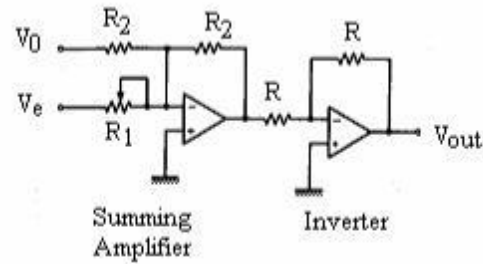 R2 R2
V0
R
Ve
R
R1
Vout
Summing
Amplifier
Inverter